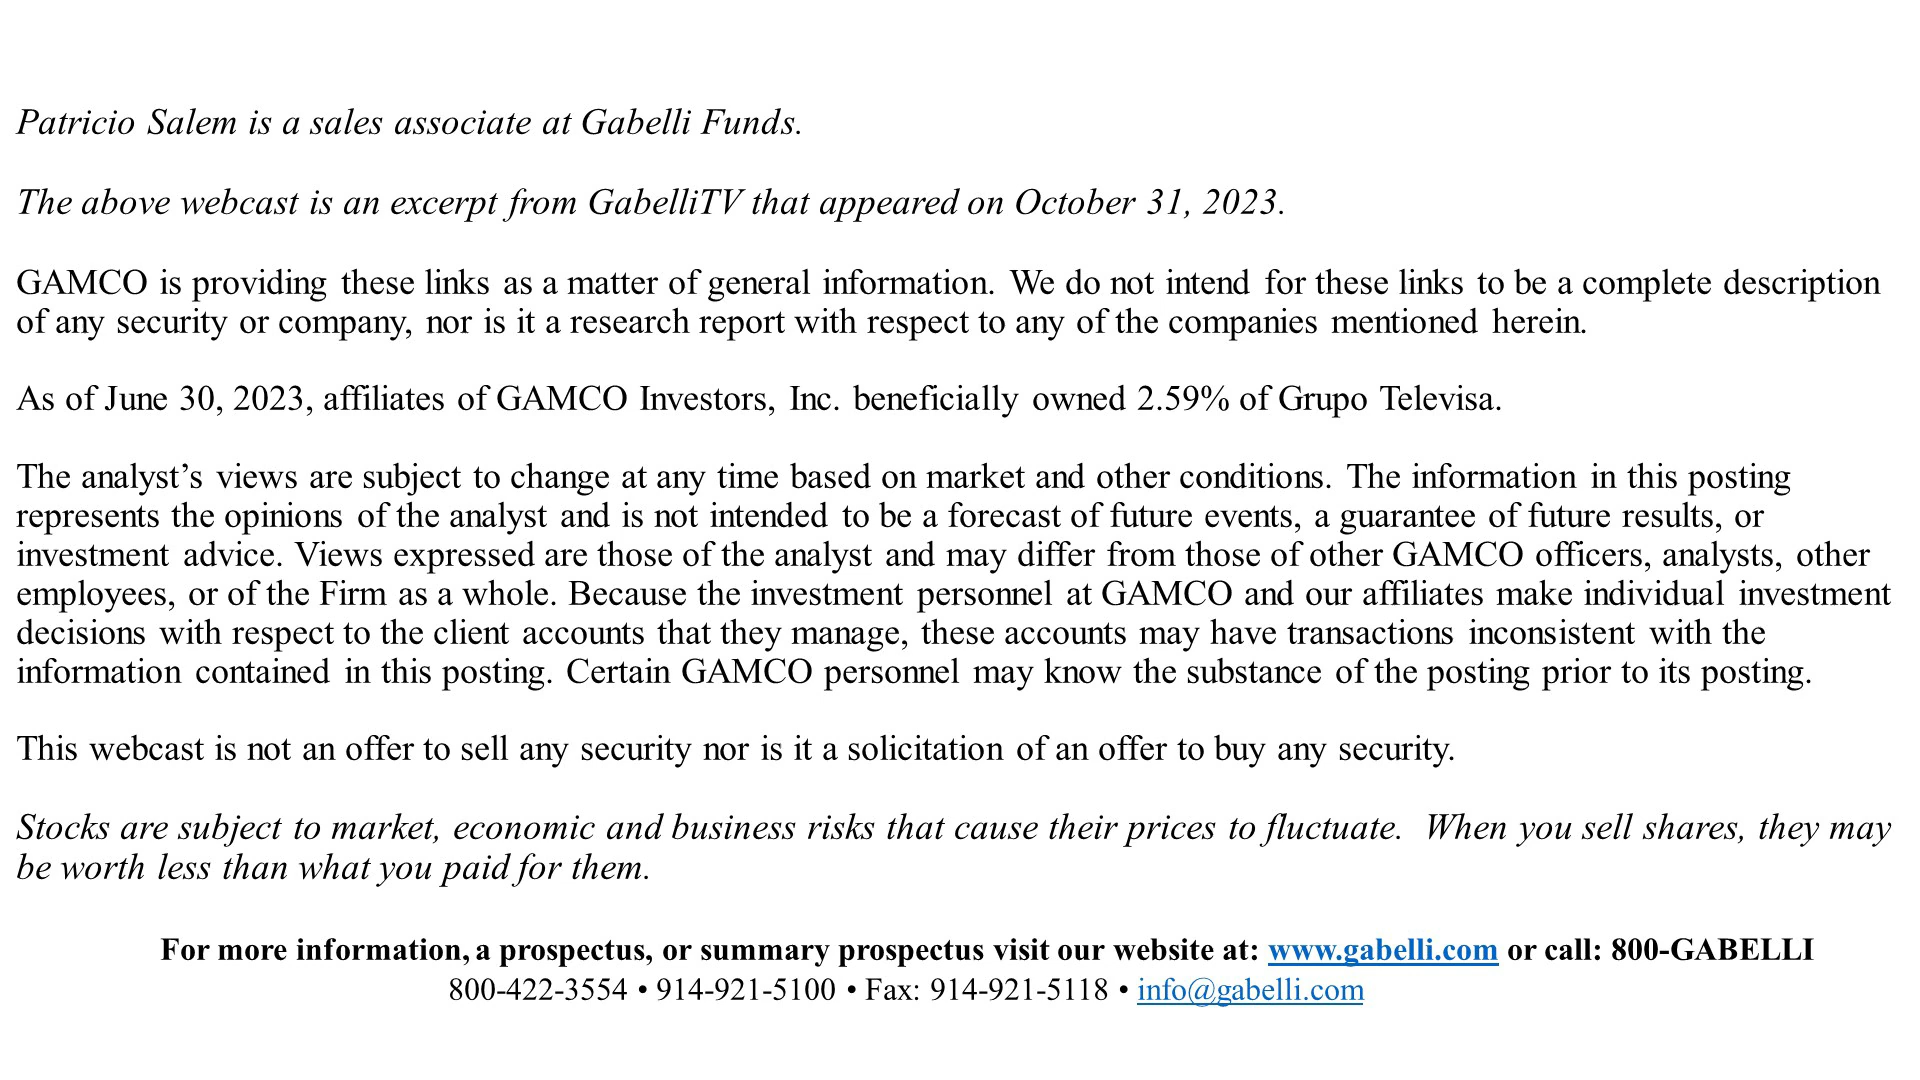 Patricio Salem is a sales associate at Gabelli Funds.
The above webcast is an excerpt from GabelliTV that appeared on October 31, 2023.
GAMCO is providing these links as a matter of general information. We do not intend for these links to be a complete description
of any security or company, nor is it a research report with respect to any of the companies mentioned herein.
As of June 30, 2023, affiliates of GAMCO Investors, Inc. beneficially owned 2.59% of Grupo Televisa.
The analyst’s views are subject to change at any time based on market and other conditions. The information in this posting
represents the opinions of the analyst and is not intended to be a forecast of future events, a guarantee of future results, or
investment advice. Views expressed are those of the analyst and may differ from those of other GAMCO officers, analysts, other
employees, or of the Firm as a whole. Because the investment personnel at GAMCO and our affiliates make individual investment
decisions with respect to the client accounts that they manage, these accounts may have transactions inconsistent with the
information contained in this posting. Certain GAMCO personnel may know the substance of the posting prior to its posting.
This webcast is not an offer to sell any security nor is it a solicitation of an offer to buy any security.
Stocks are subject to market, economic and business risks that cause their prices to fluctuate. When you sell shares, they may
be worth less than what you paid for them.
For more information, a prospectus, or summary prospectus visit our website at: www.gabelli.com or call: 800-GABELLI
800-422-3554 • 914-921-5100 • Fax: 914-921-5118 • info@gabelli.com